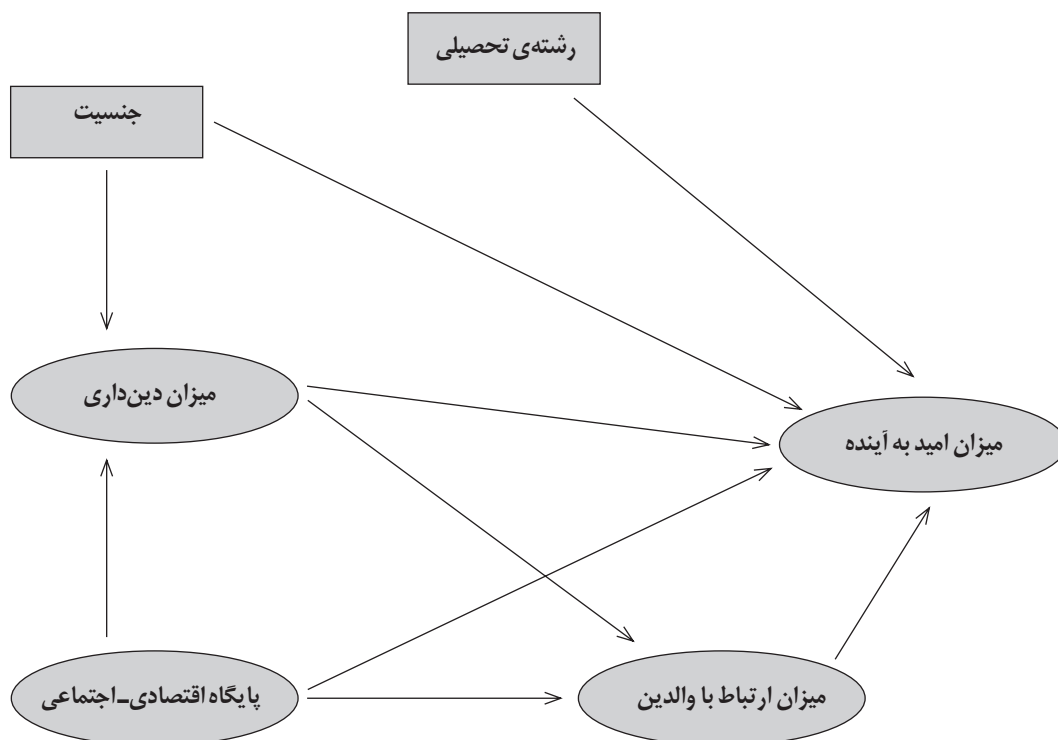 رشته‌ی تحصیلی
جنسیت
میزان دین‌داری
میزان امید به آینده
پایگاه اقتصادی-اجتماعی
میزان ارتباط با والدین